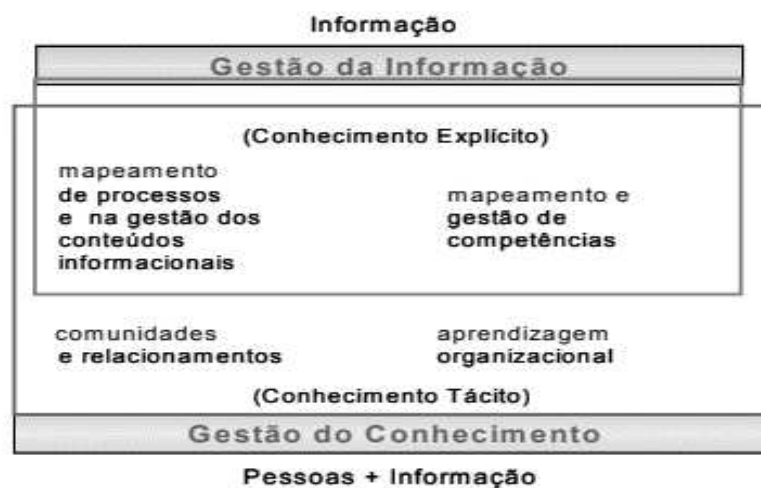 Informação
Gestão da Informação
(Conhecimento Explícito)
mapeamento
de processos
e na gestão dos
conteúdos
informacionais
mapeamento e
gestão de
competências
comunidades
e relacionamentos
aprendizagem
organizacional
(Conhecimento Tácito)
Gestão do Conhecimento
Pessoas + Informação